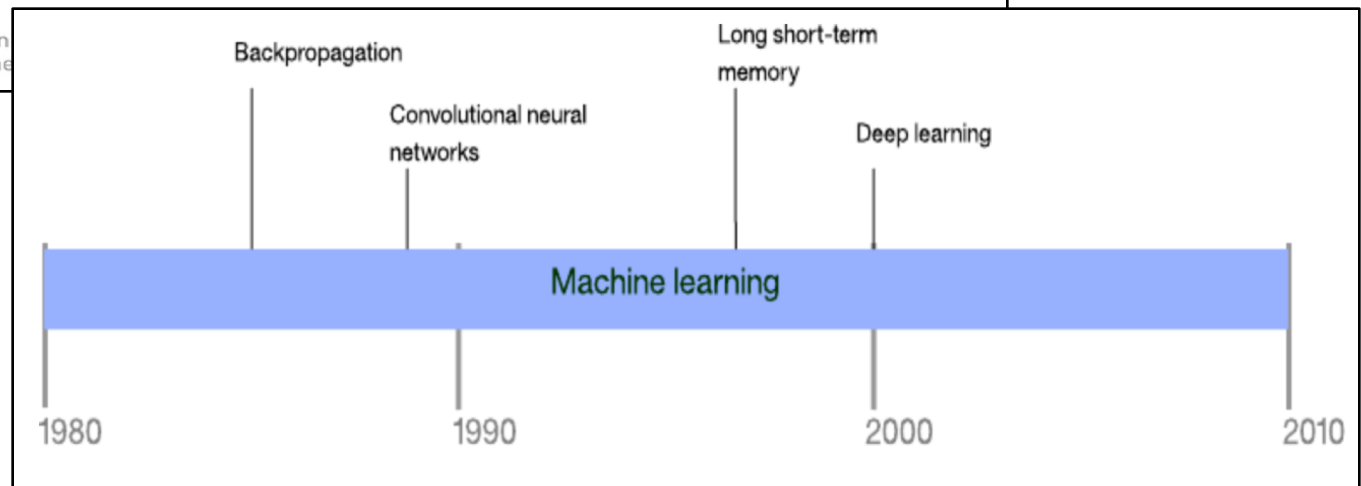 Backpropagation
Convolutional neural
networks
Long short-term
memory
Deep learning
Machine learning
1980
1990
2000
2010